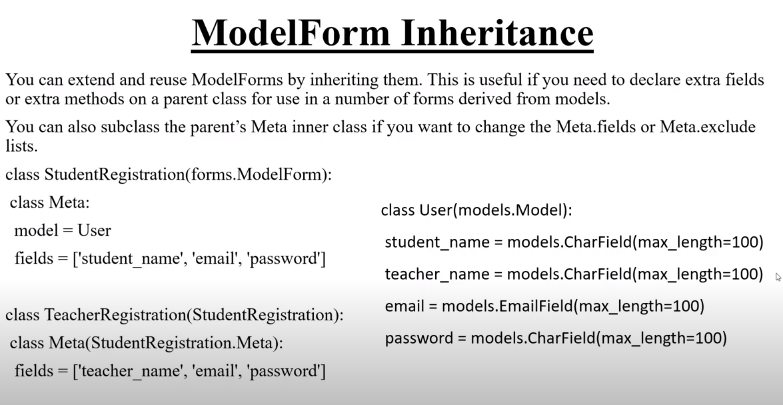 ModelForm Inheritance
You can extend and reuse ModelForms by inheriting them. This is useful if you need to declare extra fields
or extra methods on a parent class for use in a number of forms derived from models.
You can also subclass the parent’s Meta inner class if you want to change the Meta.fields or Meta.exclude
lists.
class StudentRegistration(forms.ModelForm):
class Meta:
model = User
fields = ['student_name', 'email', 'password']
class TeacherRegistration(StudentRegistration):
class Meta(StudentRegistration.Meta):
fields = ['teacher_name', 'email', 'password']
class User(models.Model):
student_name = models.CharField(max_length=100)
teacher_name = models.CharField(max_length=100)
email = models.EmailField(max_length=100)
password = models.CharField(max_length=100)